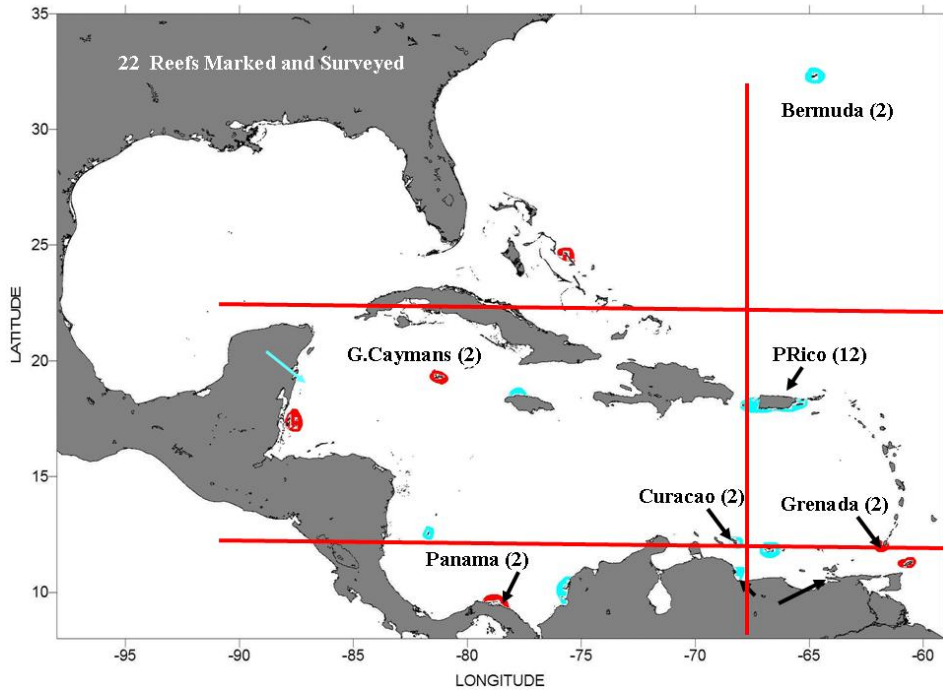 35
22 Reefs Marked and Surveyed
Bermuda (2)
30
25
LATITUDE
20
G.Caymans (2)
PRico (12)
15
Curacao (2)
Grenada (2)
Panama (2)
10
-95 -90 -85 -80 -75 -70 -65 -60
LONGITUDE